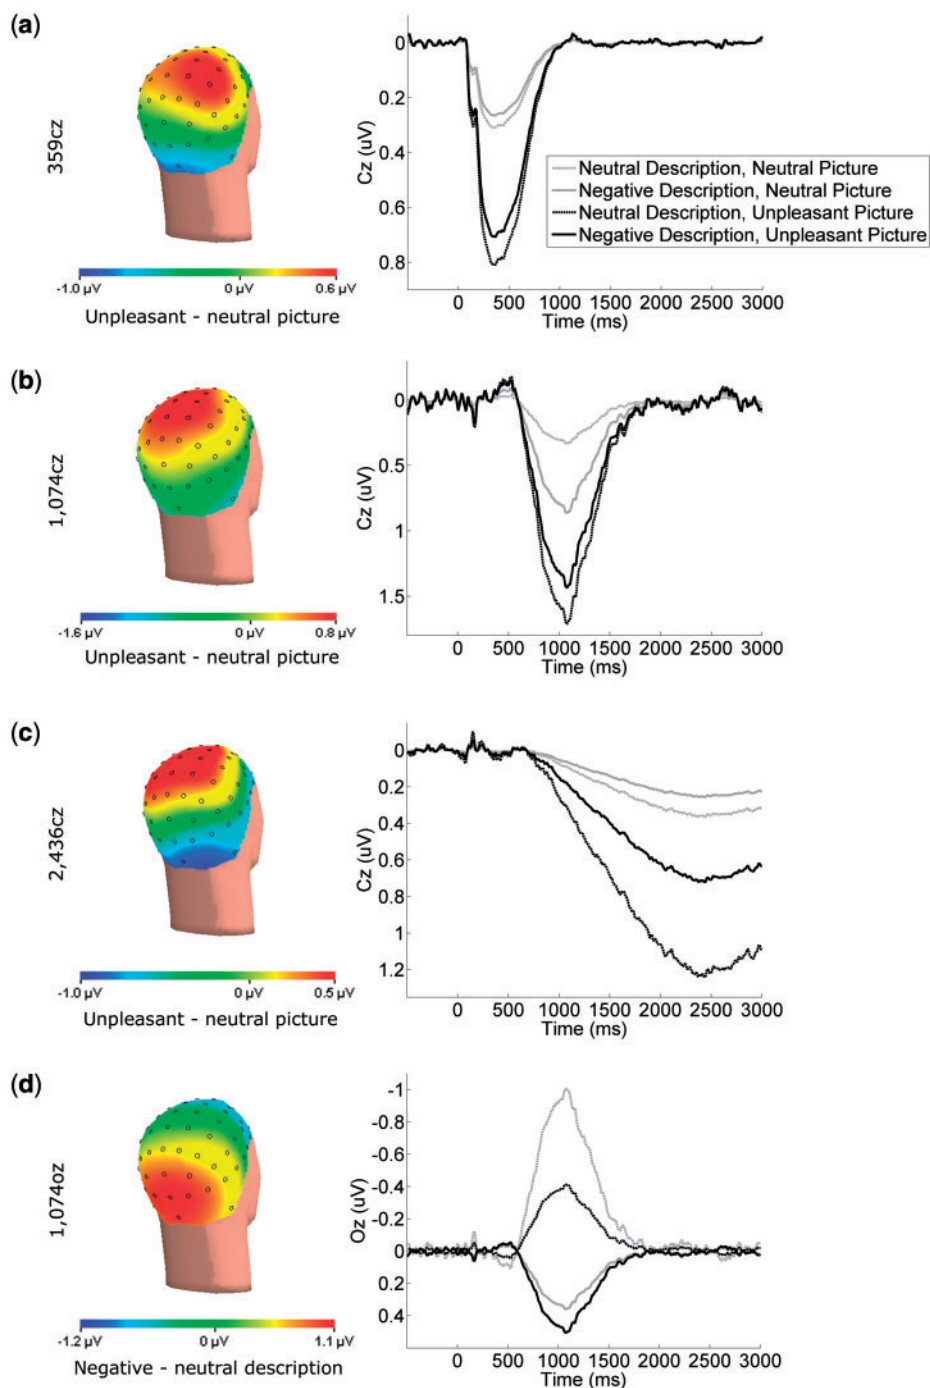 (a)
359cz
-1.0 µV 0 µV 0.6 µV
Unpleasant - neutral picture
Cz (uV)
0
0.2
0.4
0.6
0.8
Neutral Description, Neutral Picture
Negative Description, Neutral Picture
Neutral Description, Unpleasant Picture
Negative Description, Unpleasant Picture
0 500 1000 1500 2000 2500 3000
Time (ms)
(b)
1,074cz
-1.6 µV 0 µV 0.8 µV
Unpleasant - neutral picture
Cz (uV)
0
0.5
1
1.5
0 500 1000 1500 2000 2500 3000
Time (ms)
(c)
2,436cz
-1.0 µV 0 µV 0.5 µV
Unpleasant - neutral picture
Cz (uV)
0
0.2
0.4
0.6
0.8
1
1.2
0 500 1000 1500 2000 2500 3000
Time (ms)
(d)
1,074oz
-1.2 µV 0 µV 1.1 µV
Negative - neutral description
Oz (uV)
-1
-0.8
-0.6
-0.4
-0.2
0
0.2
0.4
0 500 1000 1500 2000 2500 3000
Time (ms)